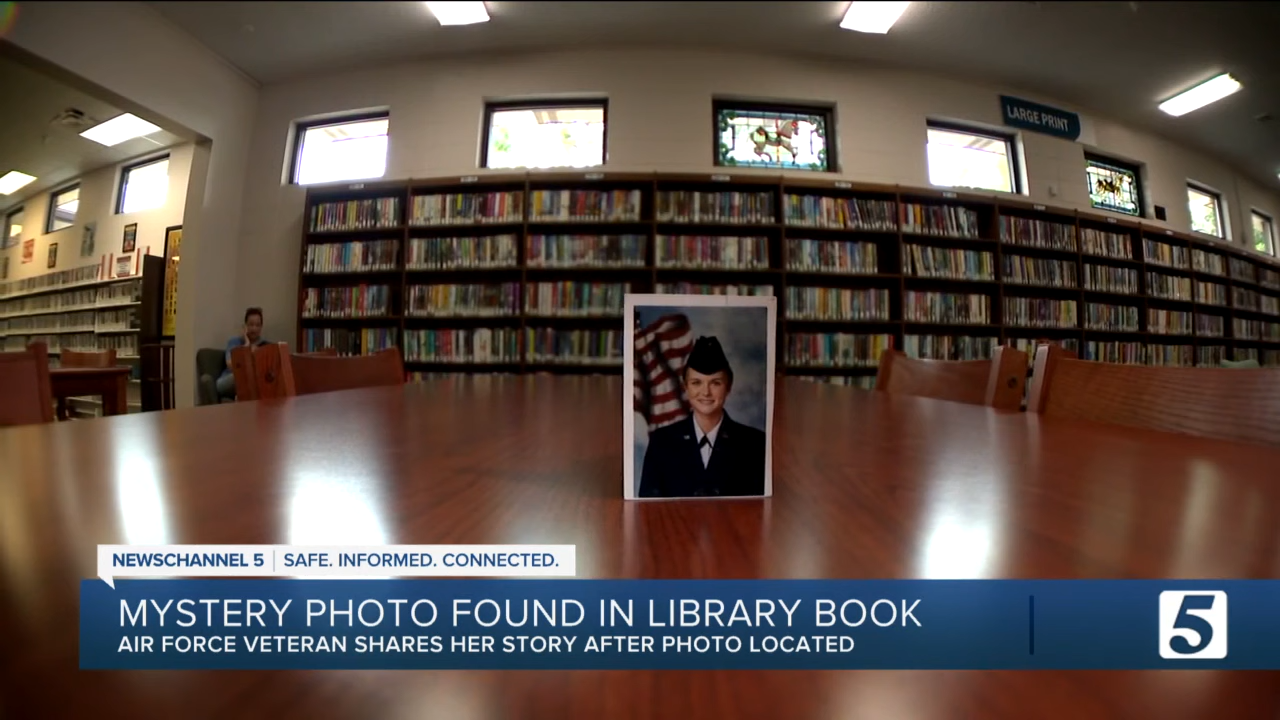 LARGE PRINT
NEWSCHANNEL 5 | SAFE. INFORMED. CONNECTED.
MYSTERY PHOTO FOUND IN LIBRARY BOOK
AIR FORCE VETERAN SHARES HER STORY AFTER PHOTO LOCATED
5